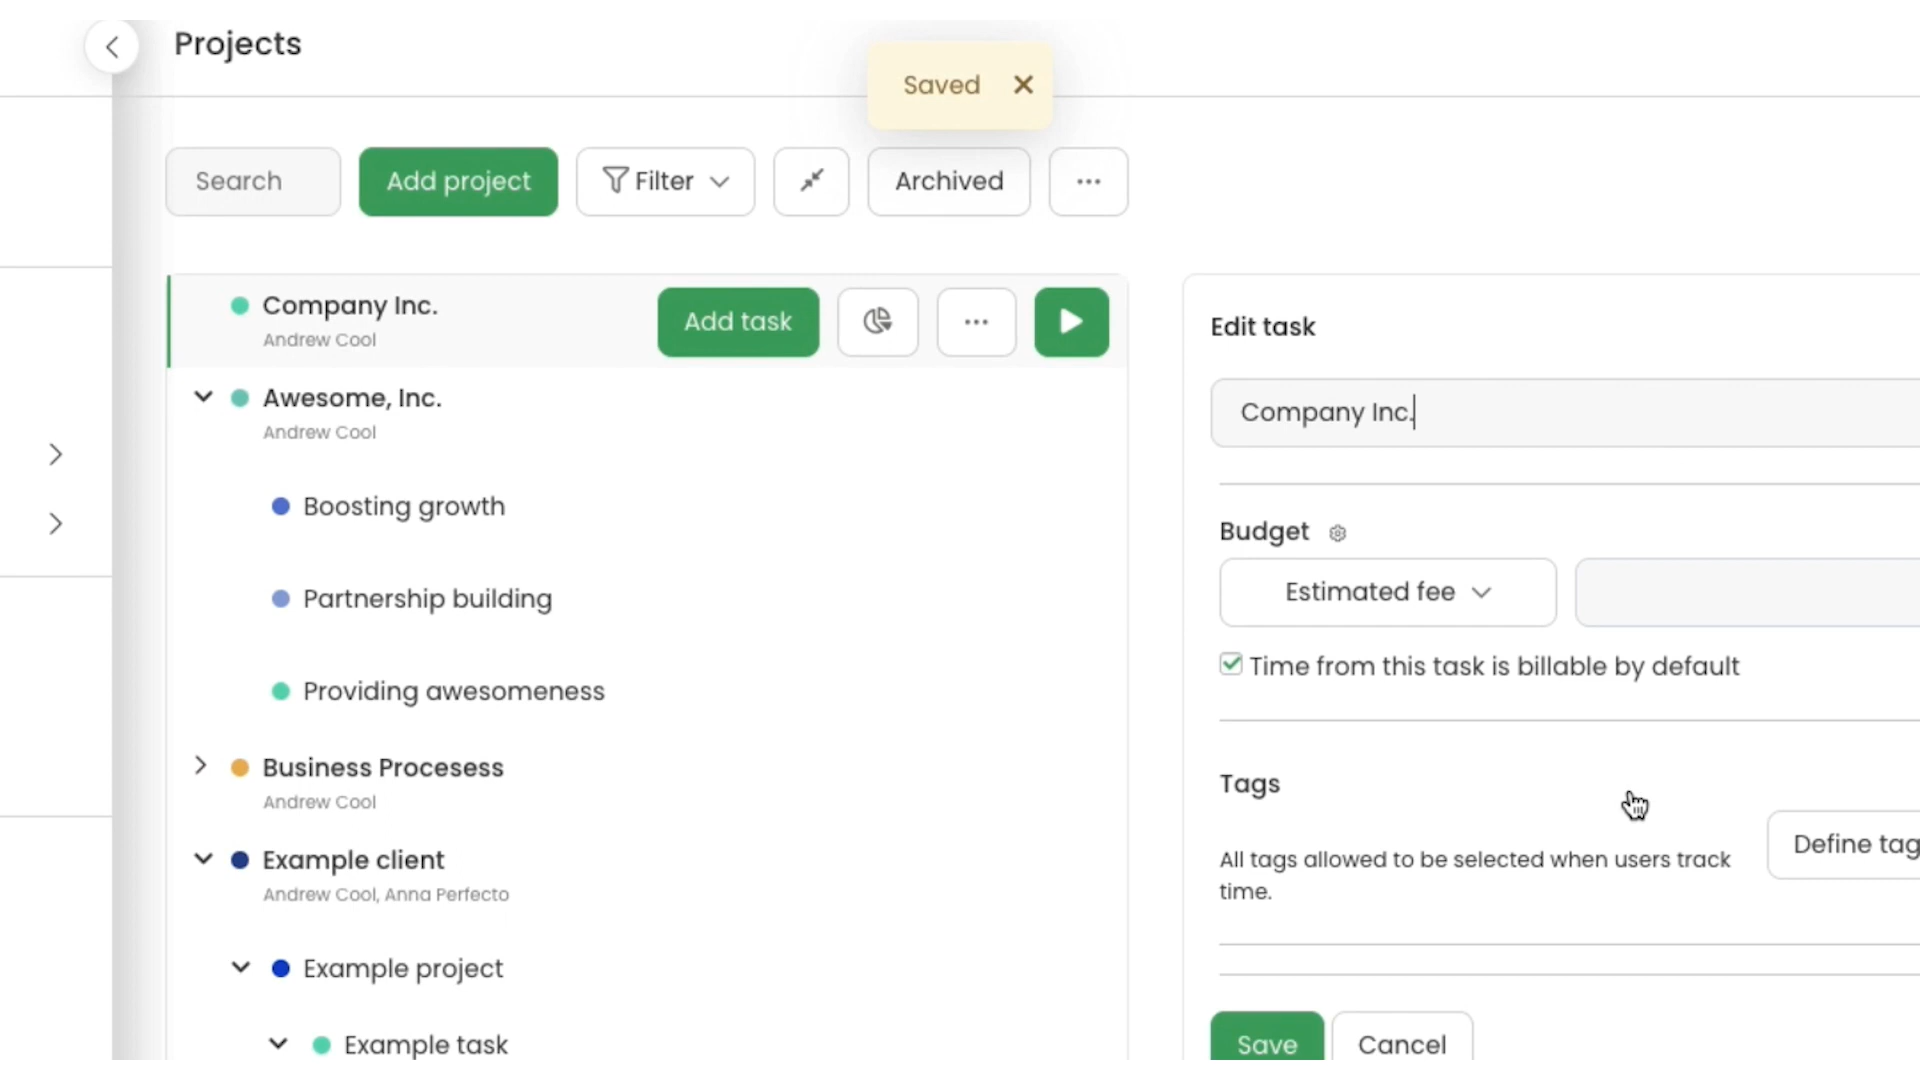 Projects
Saved
Search
Add project
Filter
Archived
Company Inc.
Andrew Cool
Add task
Awesome, Inc.
Andrew Cool
Boosting growth
Partnership building
Providing awesomeness
Business Procesess
Andrew Cool
Example client
Andrew Cool, Anna Perfecto
Example project
Example task
Edit task
Company Inc.
Budget
Estimated fee
Time from this task is billable by default
Tags
All tags allowed to be selected when users track
time.
Define tag
Save
Cancel